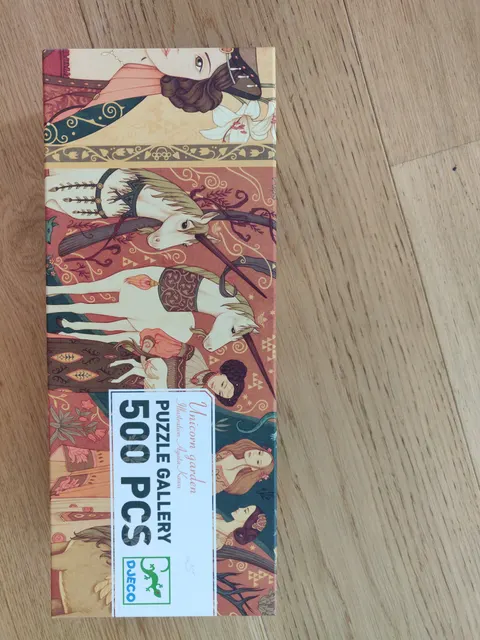 Unicorn garden
PUZZLE GALLERY
500 PCS
DJECO